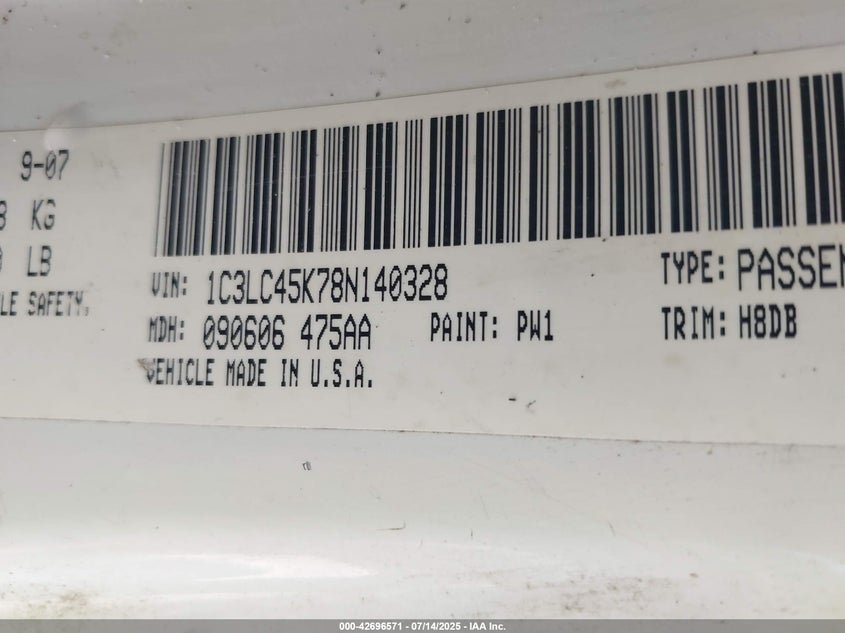 9-07
KG
LB
LE SAFETY,
VIN: 1C3LC45K78N140328
TYPE: PASSEN
MDH: 090606 475AA
PAINT: PW1
TRIM: H8DB
VEHICLE MADE IN U.S.A.
000-42696571 | 07/14/2025 - IAA Inc.